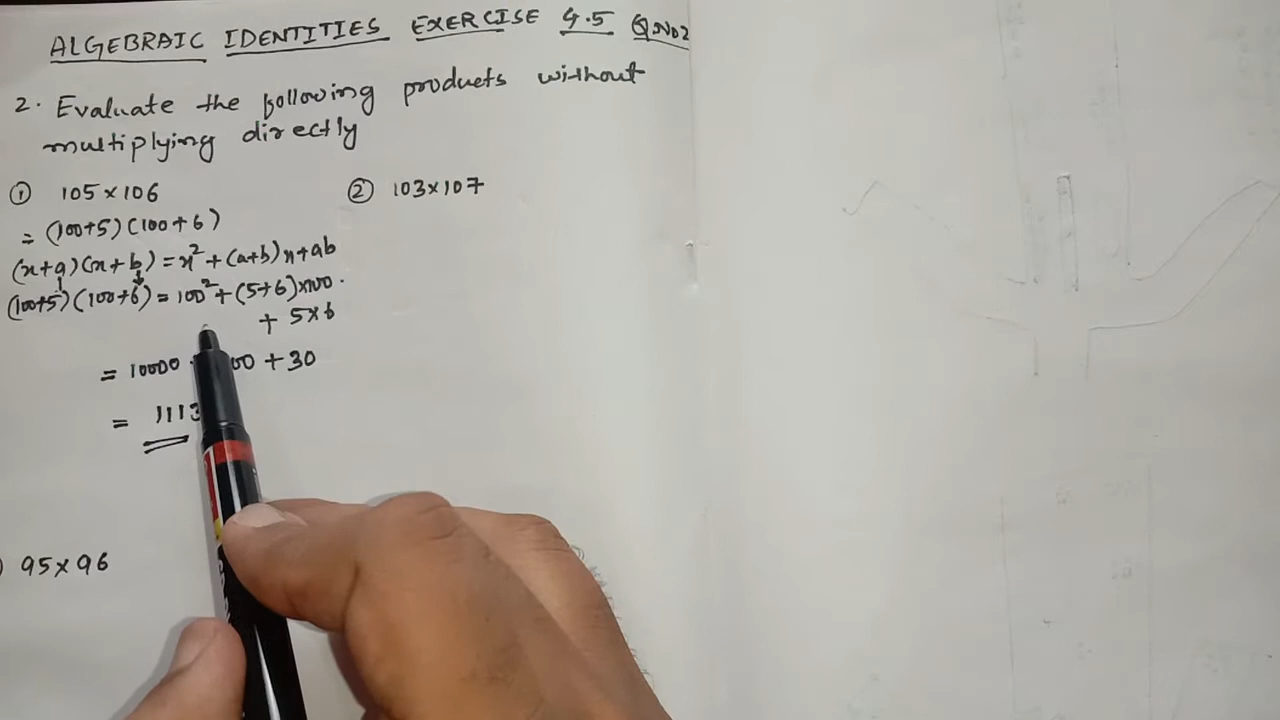 ALGEBRAIC IDENTITIES EXERCISE 4.5 Q.No2
2. Evaluate the following products without
multiplying directly
① 105 × 106
② 103 × 107
= (100+5)(100+6)
(x+a)(x+b) = x² + (a+b)x + ab
(100+5)(100+6) = 100² + (5+6)×100
+ 5×6
= 10000 00 + 30
= 1113
95 × 96